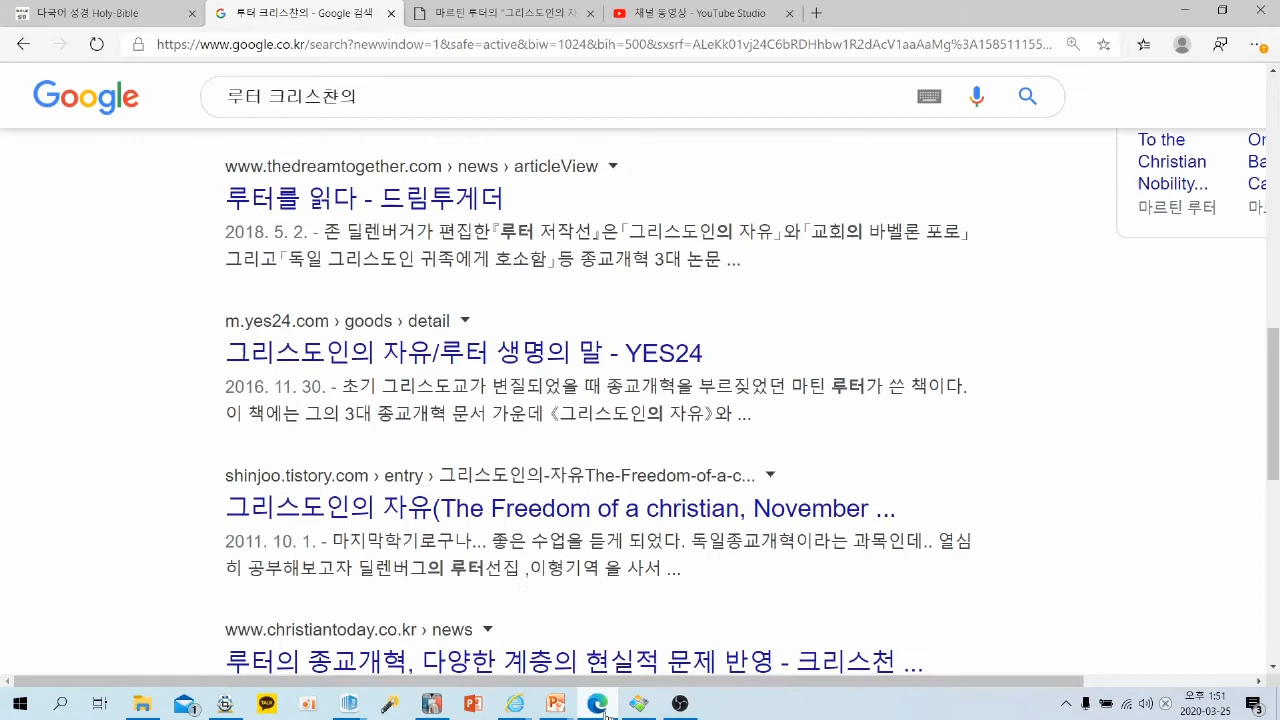 다국어 성경 Holy-Bible
루터 크리스챤의 - Google 검색
마르틴 루터의 "그리스도인의 자
채널 동영상 - YouTube Studio
https://www.google.co.kr/search?newwindow=1&safe=active&biw=1024&bih=500&sxsrf=ALeKk01vj24C6bRDHhbw1R2dAcV1aaAaMg%3A158511155...
Google
루터 크리스챤의
To the
Christian
Nobility...
마르틴 루터
www.thedreamtogether.com › news › articleView
루터를 읽다 - 드림투게더
2018. 5. 2. - 존 딜렌버거가 편집한『루터 저작선』은「그리스도인의 자유」와「교회의 바벨론 포로」
그리고「독일 그리스도인 귀족에게 호소함」등 종교개혁 3대 논문 ...
m.yes24.com › goods › detail
그리스도인의 자유/루터 생명의 말 - YES24
2016. 11. 30. - 초기 그리스도교가 변질되었을 때 종교개혁을 부르짖었던 마틴 루터가 쓴 책이다.
이 책에는 그의 3대 종교개혁 문서 가운데 《그리스도인의 자유》와 ...
shinjoo.tistory.com › entry › 그리스도인의-자유The-Freedom-of-a-c...
그리스도인의 자유(The Freedom of a christian, November ...
2011. 10. 1. - 마지막학기로구나... 좋은 수업을 듣게 되었다. 독일종교개혁이라는 과목인데.. 열심
히 공부해보고자 딜렌버그의 루터선집 ,이형기역 을 사서 ...
www.christiantoday.co.kr › news
루터의 종교개혁, 다양한 계층의 현실적 문제 반영 - 크리스천 ...
오후 1:51
2020-03-25